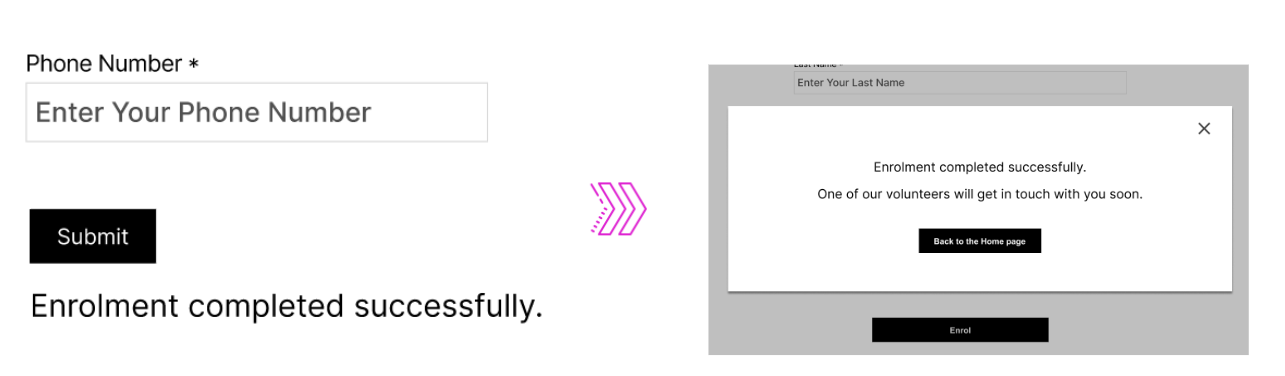 Phone Number *
Enter Your Phone Number
Submit
Enrolment completed successfully.
Last Name *
Enter Your Last Name
Enrolment completed successfully.
One of our volunteers will get in touch with you soon.
Back to the Home page
Enrol